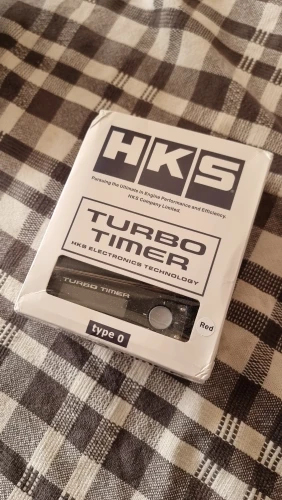 HKS
Pursuing the Ultimate in Engine Performance and Efficiency
HKS Company Limited
TURBO
TIMER
HKS ELECTRONICS TECHNOLOGY
TURBO TIMER
Red
type 0